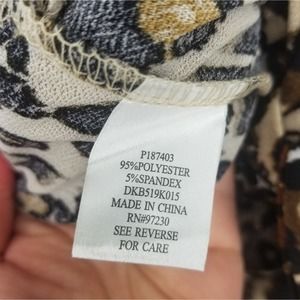 P187403
95%POLYESTER
5%SPANDEX
DKB519K015
MADE IN CHINA
RN#97230
SEE REVERSE
FOR CARE